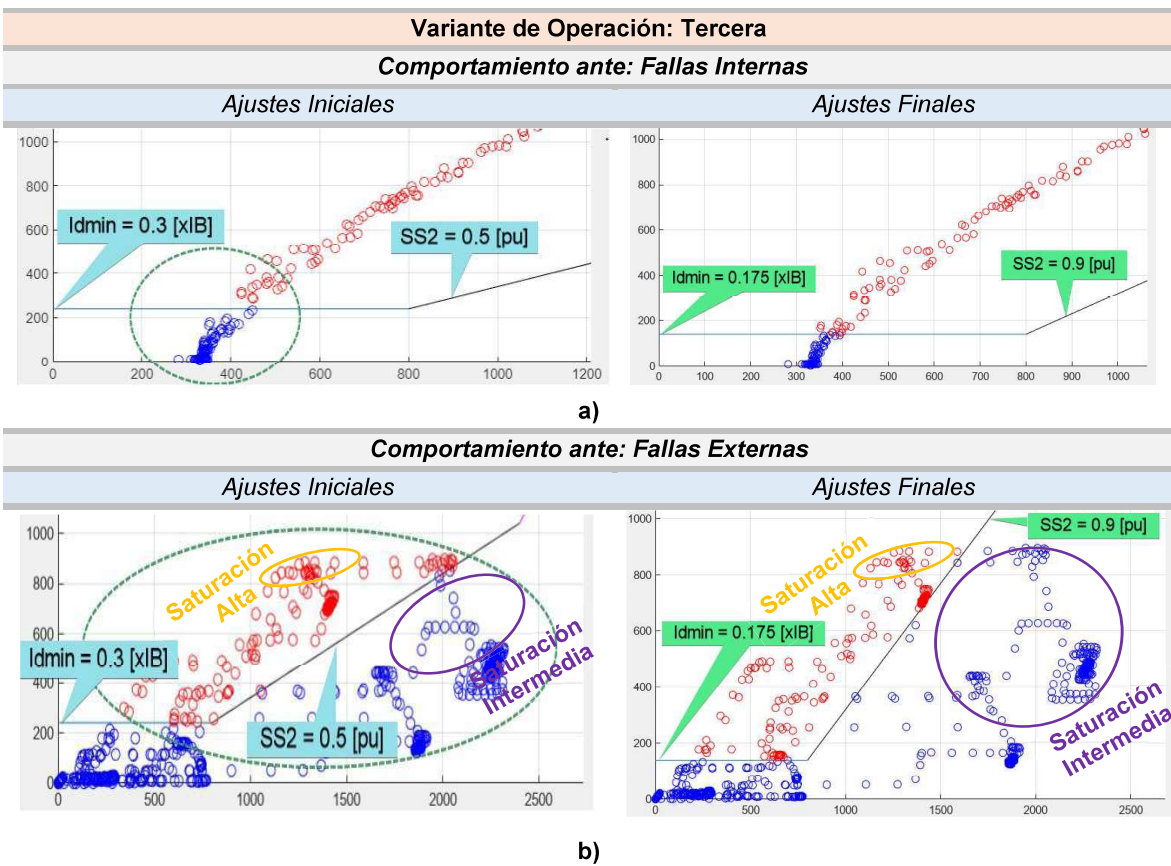 Variante de Operación: Tercera
Comportamiento ante: Fallas Internas
Ajustes Iniciales
Ajustes Finales
1000
800
600
400
200
0
0
200
400
600
800
1000
1200
Idmin = 0.3 [xIB]
SS2 = 0.5 [pu]
1000
800
600
400
200
0
0
100
200
300
400
500
600
700
800
900
1000
Idmin = 0.175 [xIB]
SS2 = 0.9 [pu]
a)
Comportamiento ante: Fallas Externas
Ajustes Iniciales
Ajustes Finales
1000
800
600
400
200
0
0
500
1000
1500
2000
2500
Saturación
Alta
Idmin = 0.3 [xIB]
SS2 = 0.5 [pu]
Saturación
Intermedia
1000
800
600
400
200
0
0
500
1000
1500
2000
2500
SS2 = 0.9 [pu]
Saturación
Alta
Idmin = 0.175 [xIB]
Saturación
Intermedia
b)